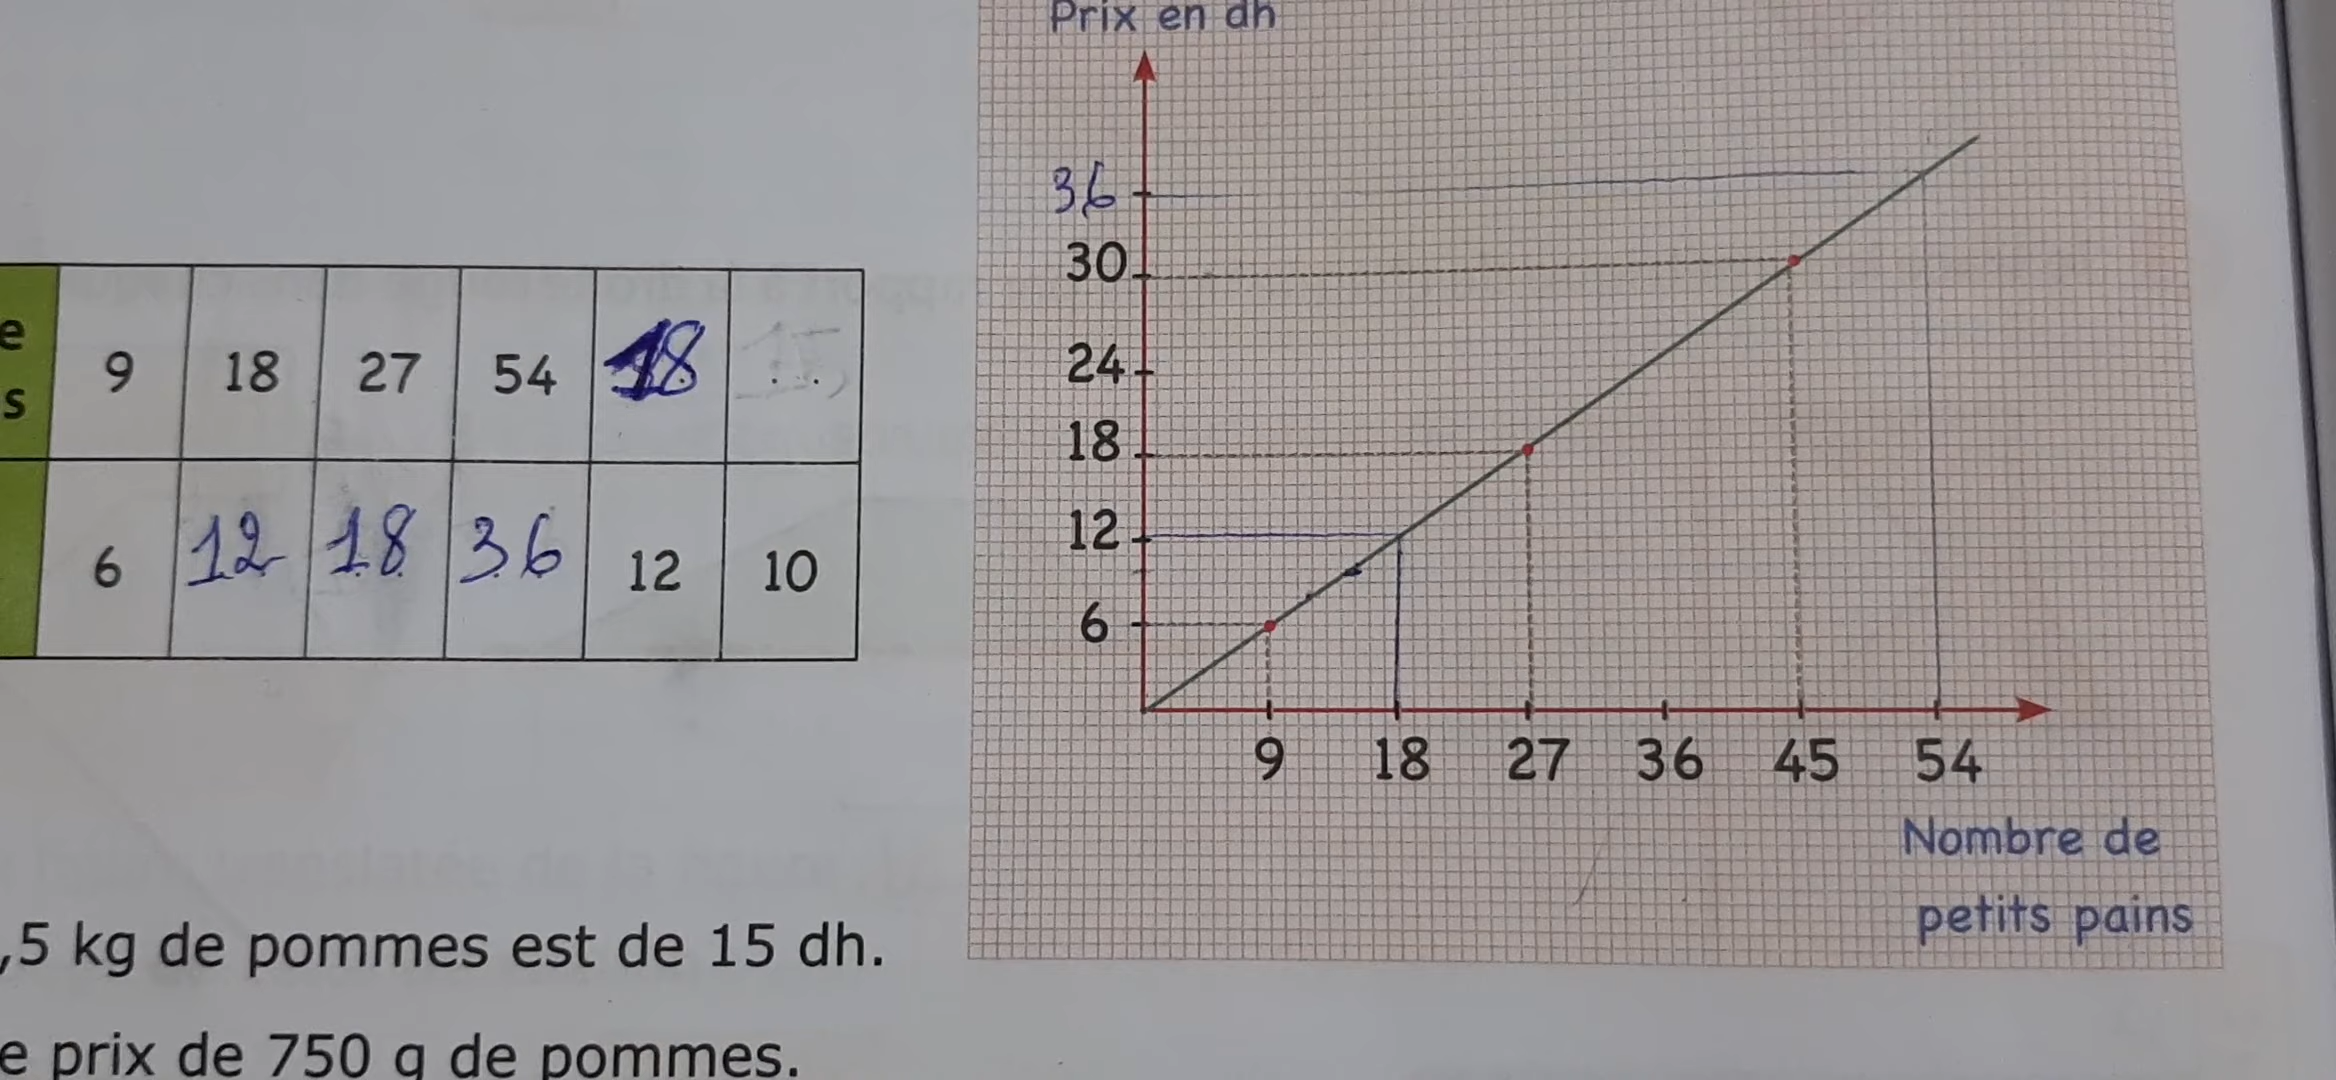 Prix en dh
36
30
24
18
12
6
9 18 27 36 45 54
Nombre de
petits pains
e
s
9 18 27 54 18 ...
6 12 18 36 12 10
,5 kg de pommes est de 15 dh.
e prix de 750 g de pommes.